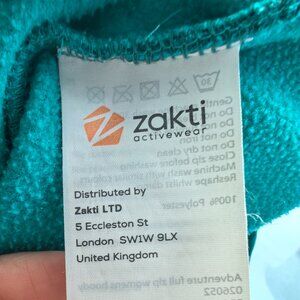 zakti
activewear
Distributed by
Zakti LTD
5 Eccleston St
London SW1W 9LX
United Kingdom
30
Do not iron
Do not dry clean
Close zip before washing
Machine wash with similar colours
Reshape whilst damp
100% Polyester
Adventure full zip womens hoody
026052